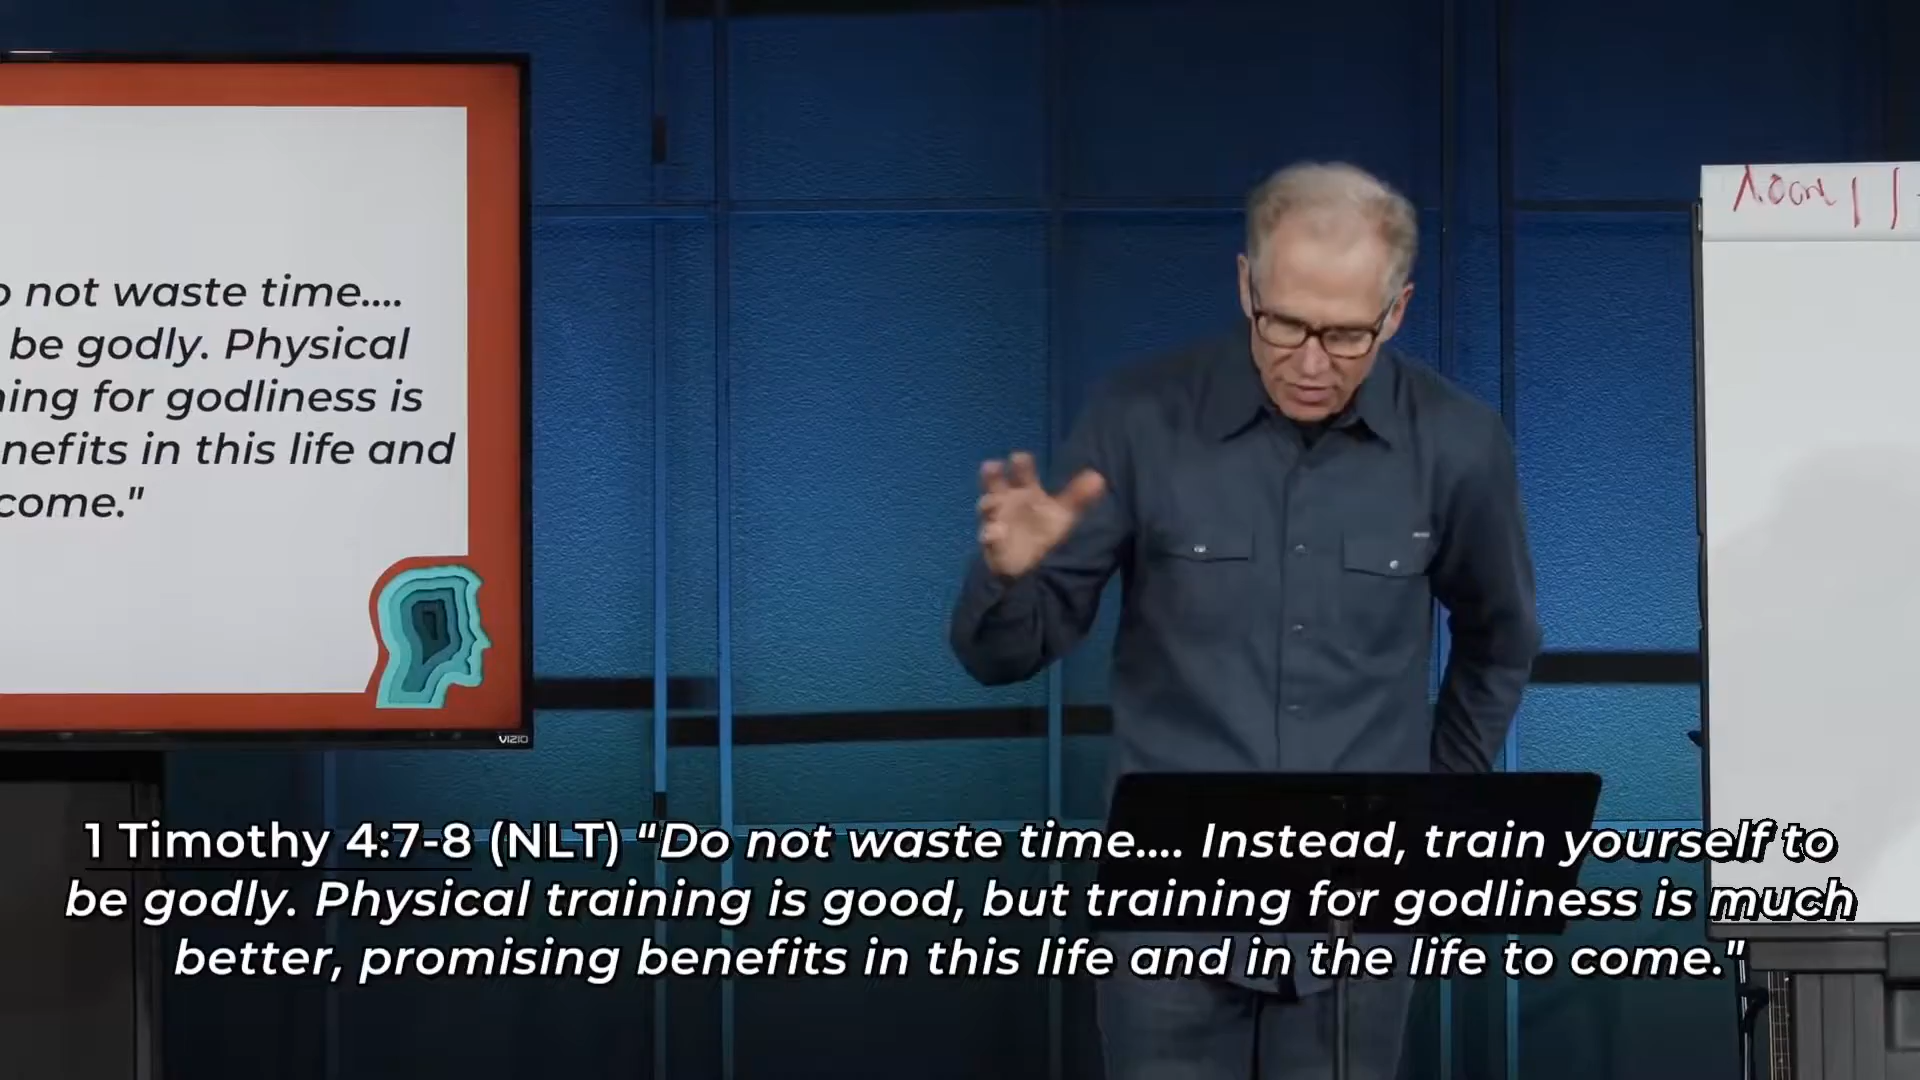 o not waste time....
be godly. Physical
ning for godliness is
nefits in this life and
come."
VIZIO
1 Timothy 4:7-8 (NLT) “Do not waste time.... Instead, train yourself to
be godly. Physical training is good, but training for godliness is much
better, promising benefits in this life and in the life to come."